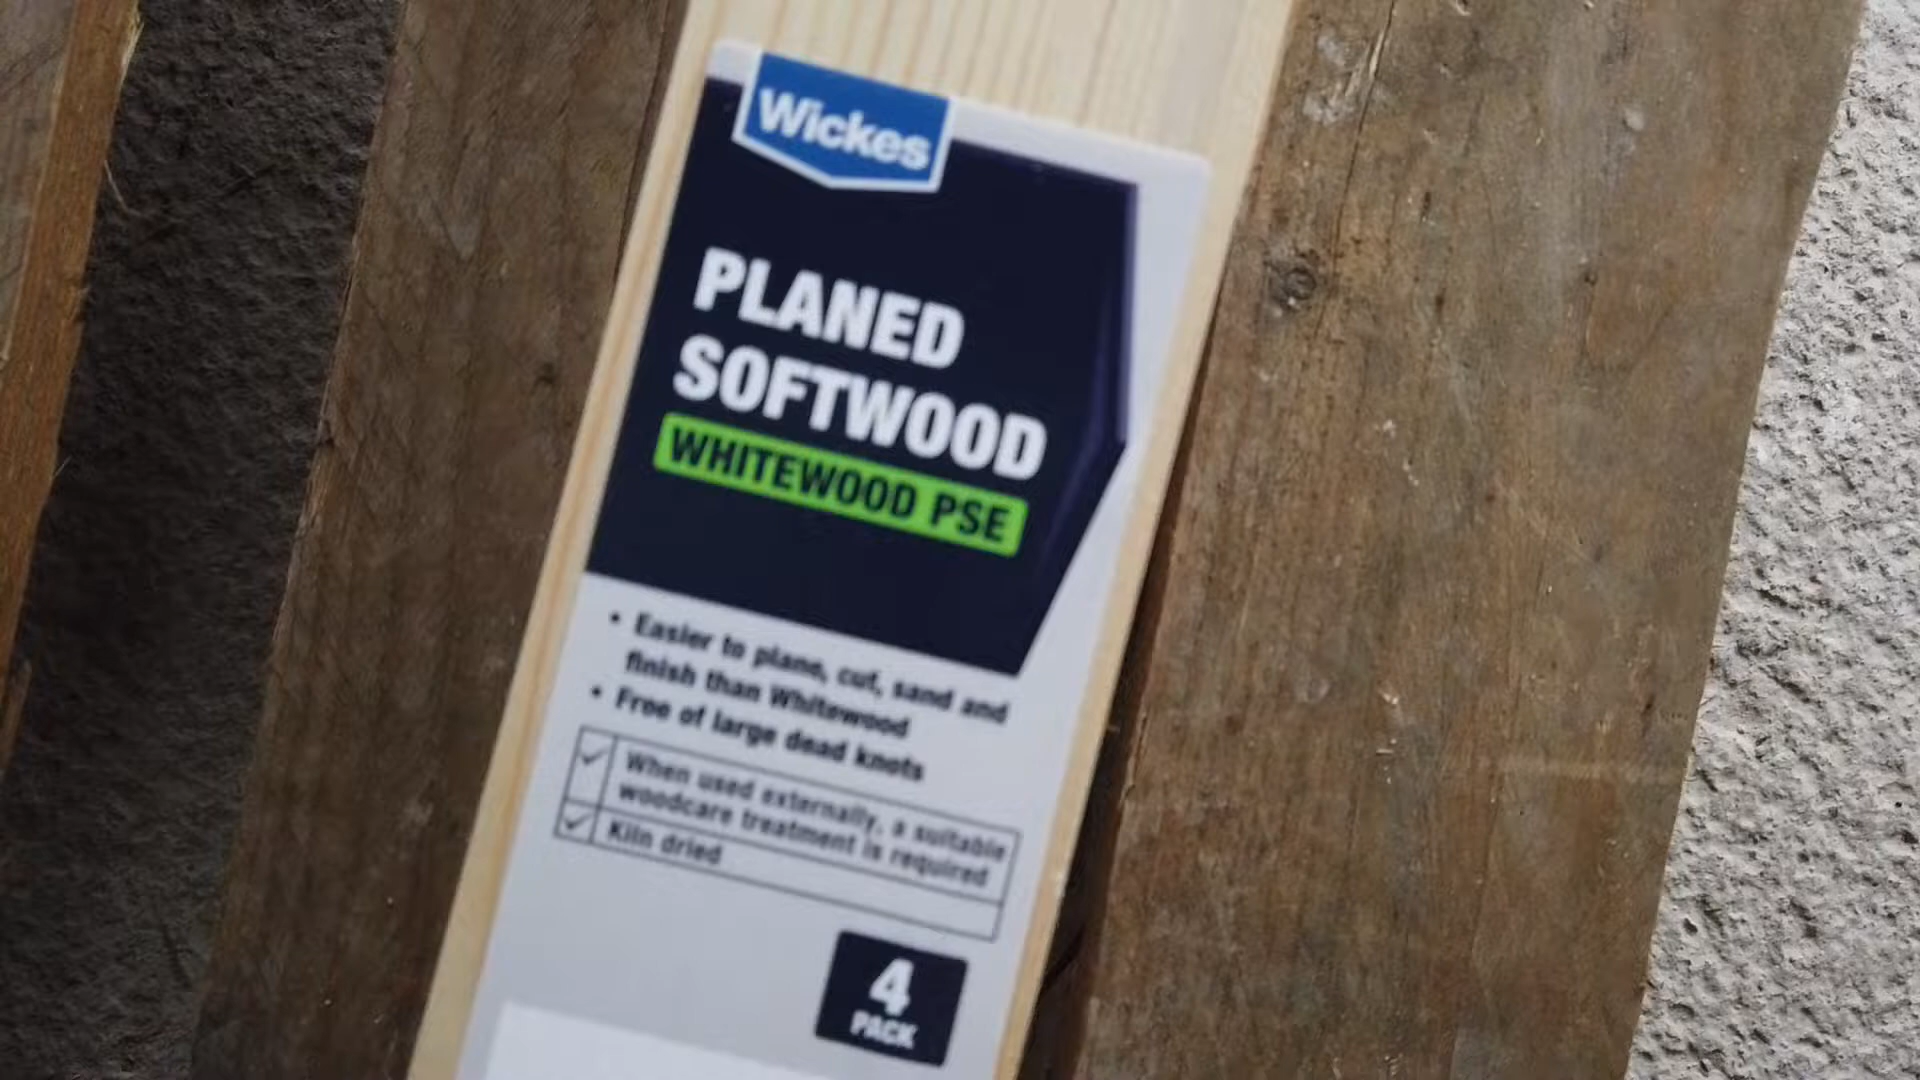 Wickes
PLANED
SOFTWOOD
WHITEWOOD PSE
• Easier to plane, cut, sand and
finish than Whitewood
• Free of large dead knots
✓ When used externally, a suitable
woodcare treatment is required
✓ Kiln dried
4
PACK